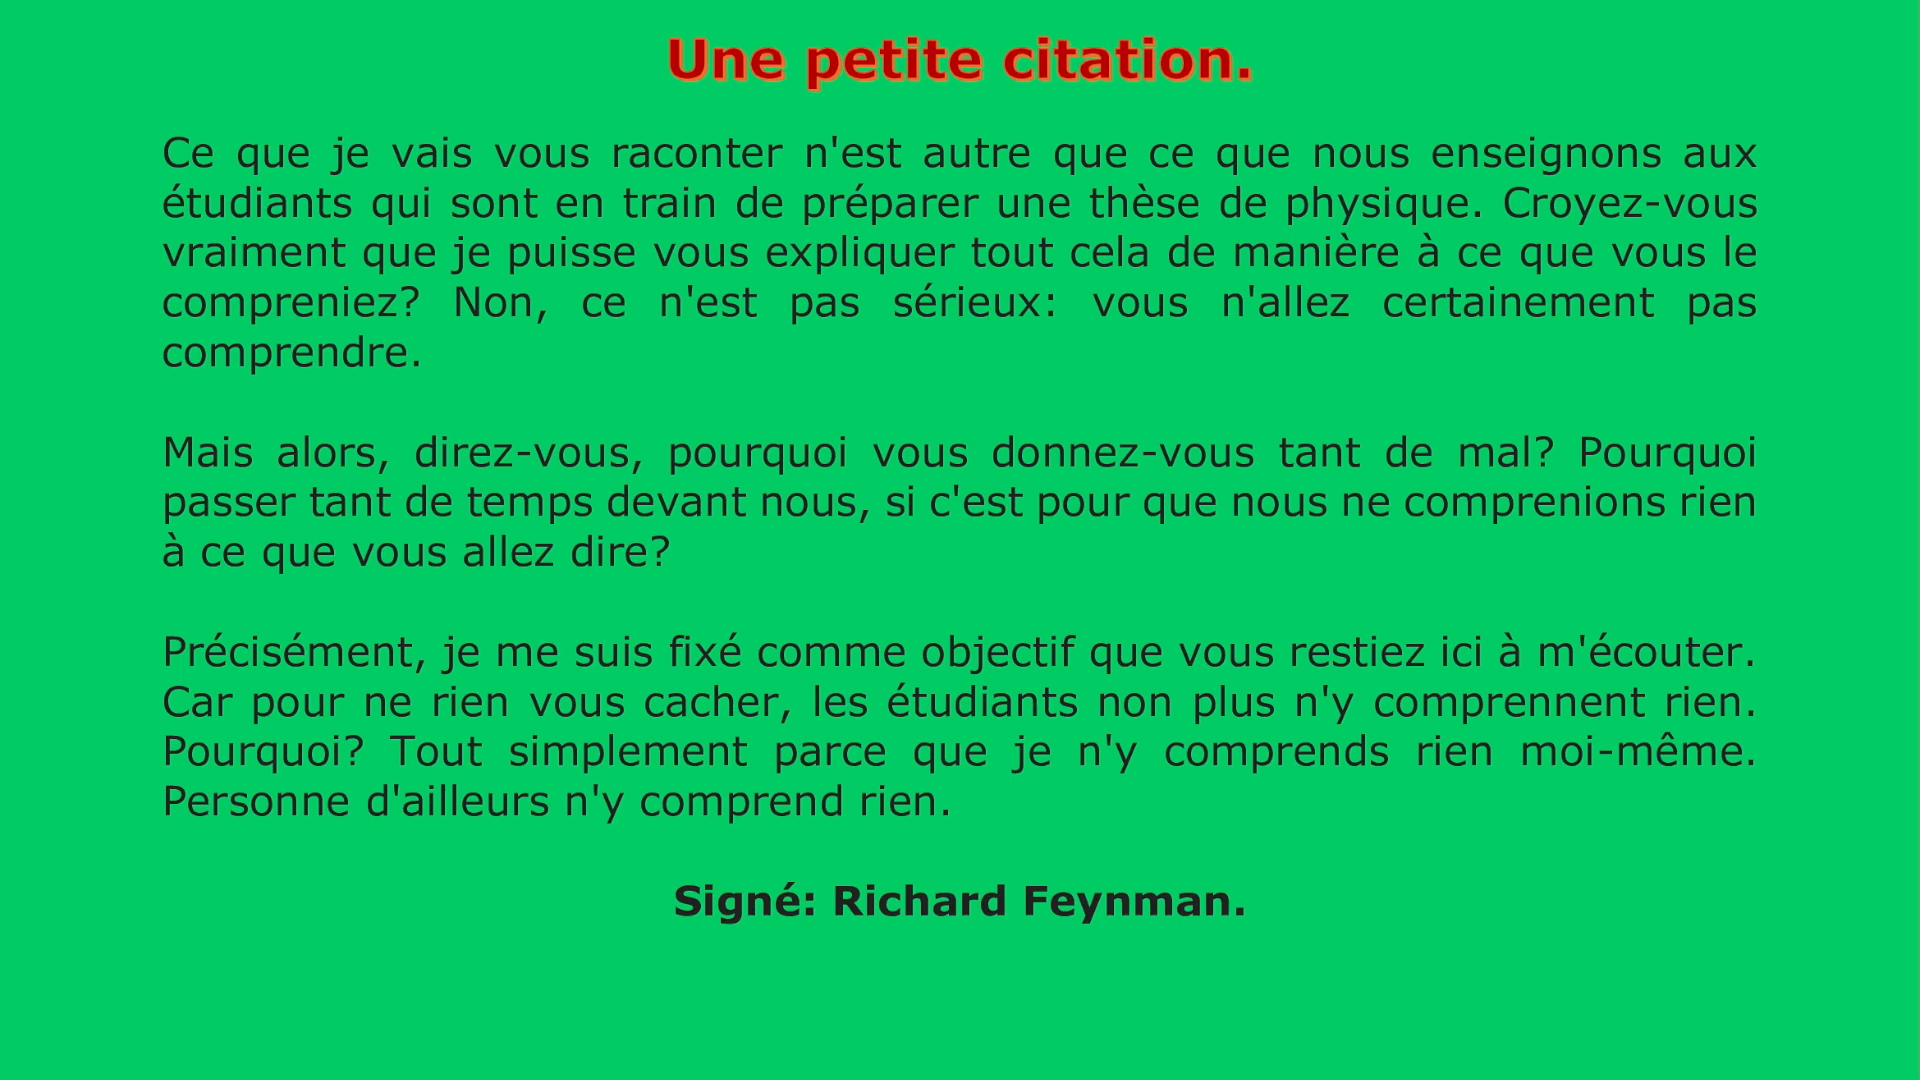 Une petite citation.
Ce que je vais vous raconter n'est autre que ce que nous enseignons aux
étudiants qui sont en train de préparer une thèse de physique. Croyez-vous
vraiment que je puisse vous expliquer tout cela de manière à ce que vous le
compreniez? Non, ce n'est pas sérieux: vous n'allez certainement pas
comprendre.
Mais alors, direz-vous, pourquoi vous donnez-vous tant de mal? Pourquoi
passer tant de temps devant nous, si c'est pour que nous ne comprenions rien
à ce que vous allez dire?
Précisément, je me suis fixé comme objectif que vous restiez ici à m'écouter.
Car pour ne rien vous cacher, les étudiants non plus n'y comprennent rien.
Pourquoi? Tout simplement parce que je n'y comprends rien moi-même.
Personne d'ailleurs n'y comprend rien.
Signé: Richard Feynman.